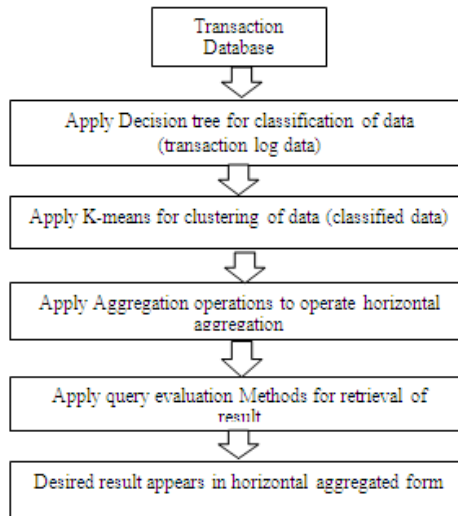 Transaction
Database
Apply Decision tree for classification of data
(transaction log data)
Apply K-means for clustering of data (classified data)
Apply Aggregation operations to operate horizontal
aggregation
Apply query evaluation Methods for retrieval of
result
Desired result appears in horizontal aggregated form